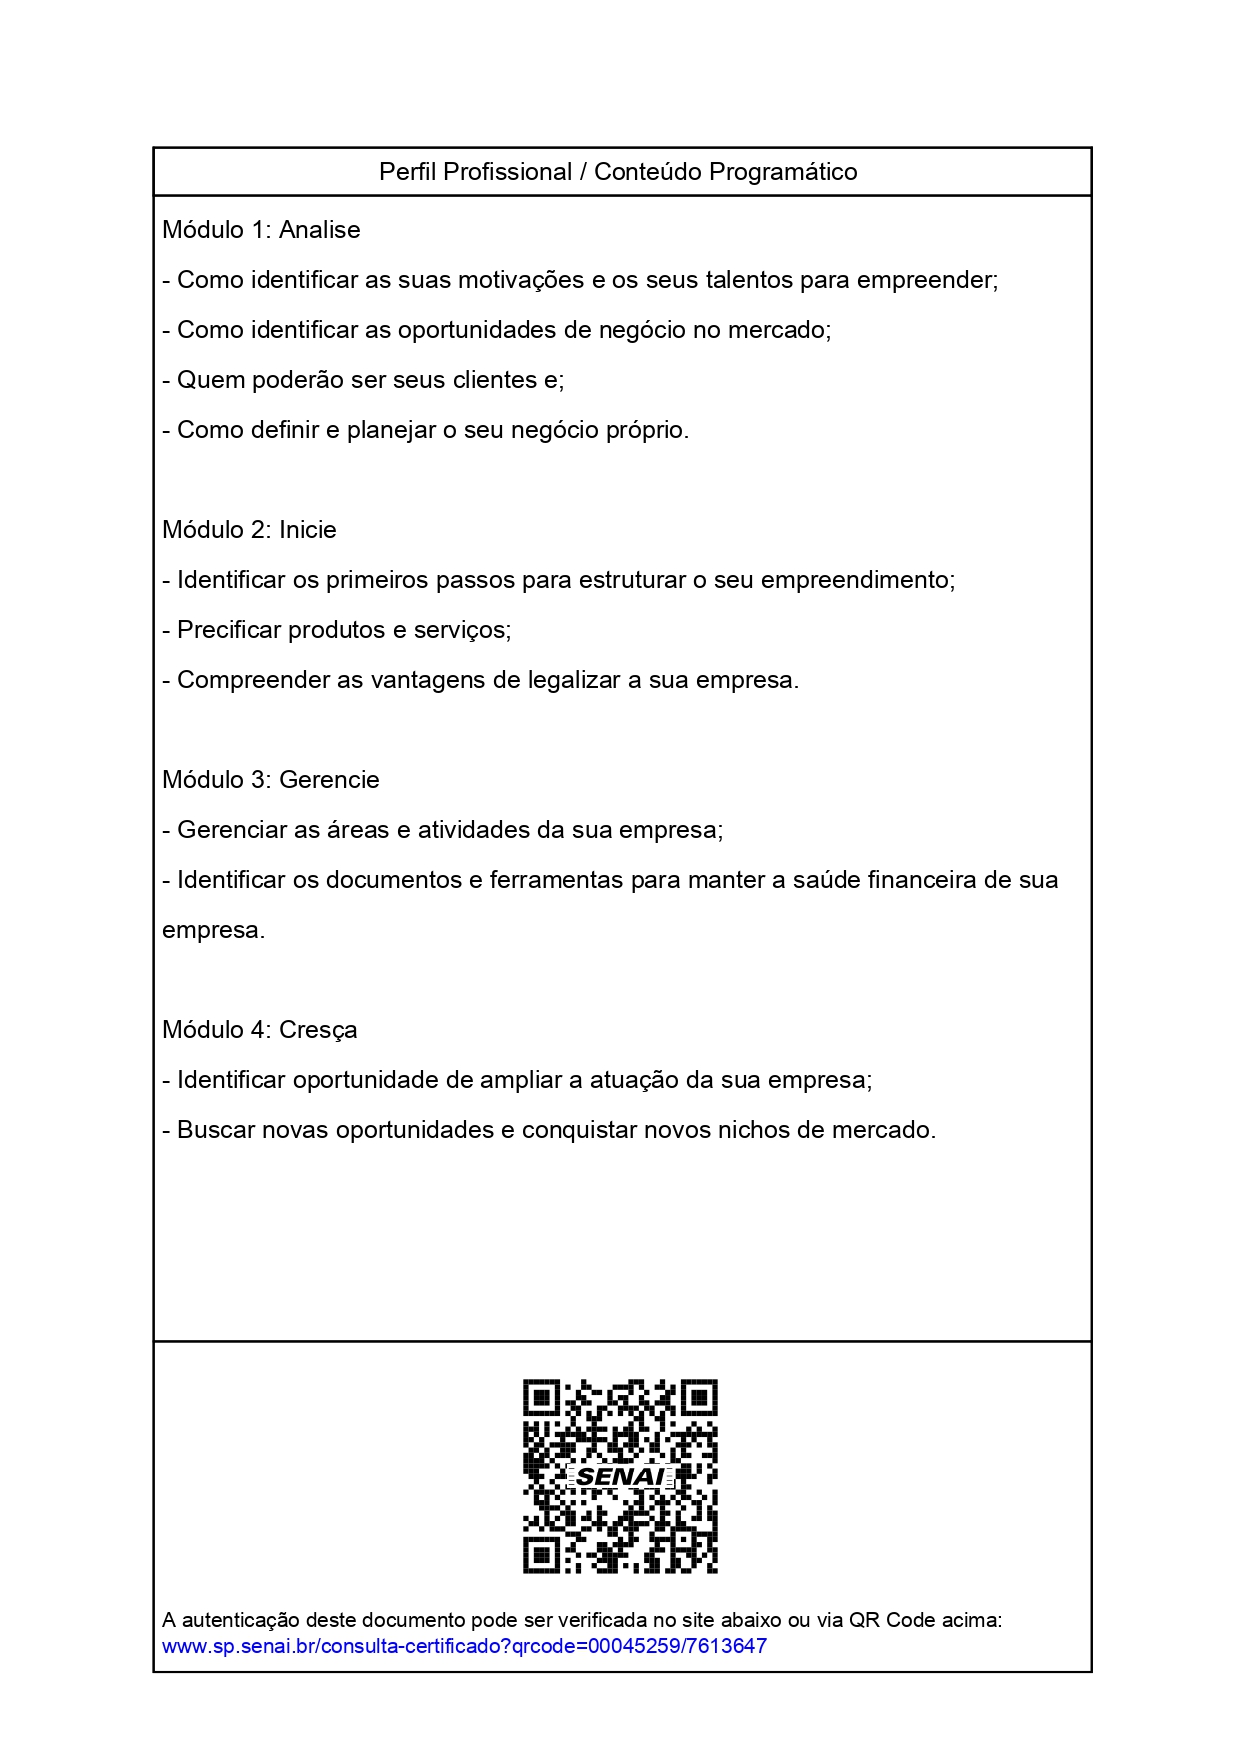 Perfil Profissional / Conteúdo Programático
Módulo 1: Analise
- Como identificar as suas motivações e os seus talentos para empreender;
- Como identificar as oportunidades de negócio no mercado;
- Quem poderão ser seus clientes e;
- Como definir e planejar o seu negócio próprio.
Módulo 2: Inicie
- Identificar os primeiros passos para estruturar o seu empreendimento;
- Precificar produtos e serviços;
- Compreender as vantagens de legalizar a sua empresa.
Módulo 3: Gerencie
- Gerenciar as áreas e atividades da sua empresa;
- Identificar os documentos e ferramentas para manter a saúde financeira de sua
empresa.
Módulo 4: Cresça
- Identificar oportunidade de ampliar a atuação da sua empresa;
- Buscar novas oportunidades e conquistar novos nichos de mercado.
SENAI
A autenticação deste documento pode ser verificada no site abaixo ou via QR Code acima:
www.sp.senai.br/consulta-certificado?qrcode=00045259/7613647